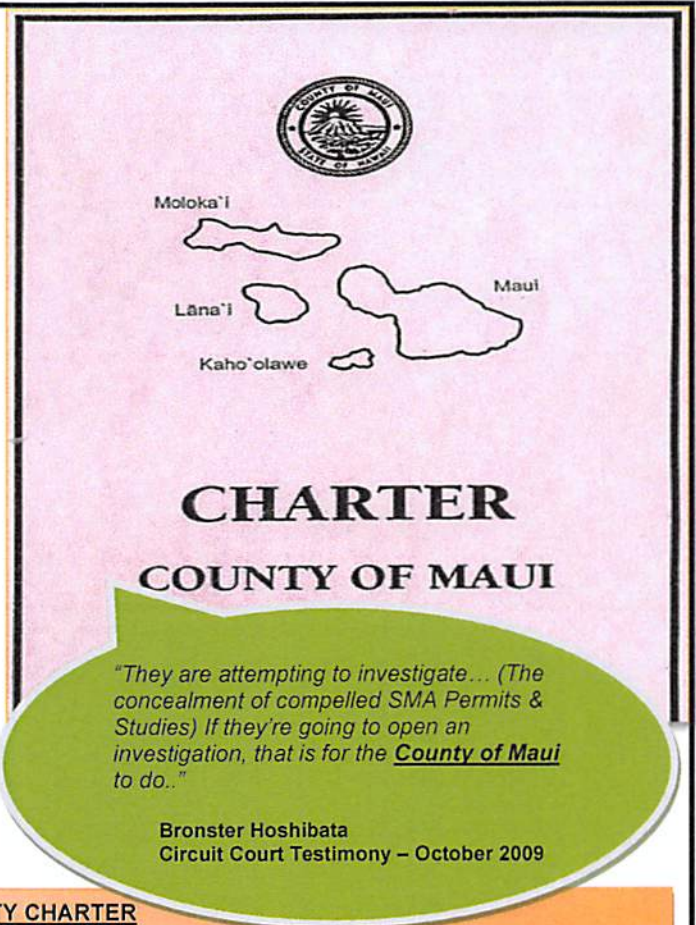 COUNTY OF MAUI
STATE OF HAWAII
Moloka`i
Maui
Lāna`i
Kaho`olawe
CHARTER
COUNTY OF MAUI
"They are attempting to investigate… (The
concealment of compelled SMA Permits &
Studies) If they're going to open an
investigation, that is for the County of Maui
to do.."
Bronster Hoshibata
Circuit Court Testimony – October 2009
TY CHARTER